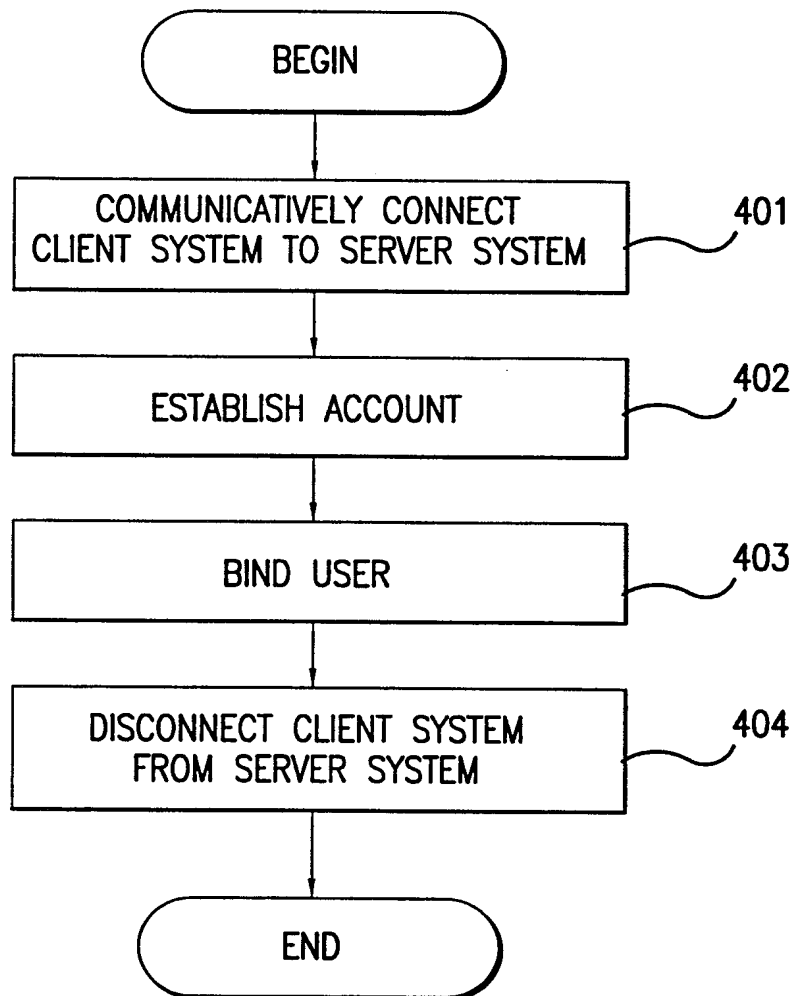 BEGIN
COMMUNICATIVELY CONNECT
CLIENT SYSTEM TO SERVER SYSTEM
401
ESTABLISH ACCOUNT
402
BIND USER
403
DISCONNECT CLIENT SYSTEM
FROM SERVER SYSTEM
404
END